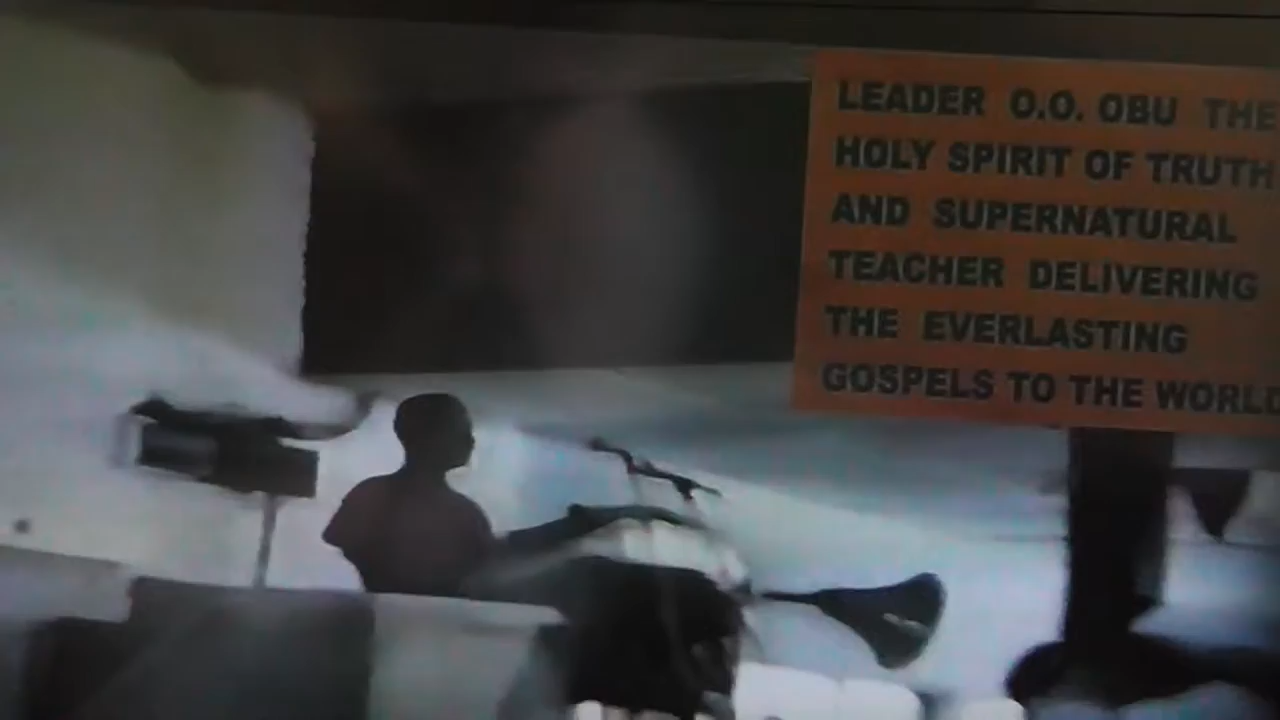 LEADER O.O. OBU THE
HOLY SPIRIT OF TRUTH
AND SUPERNATURAL
TEACHER DELIVERING
THE EVERLASTING
GOSPELS TO THE WORLD